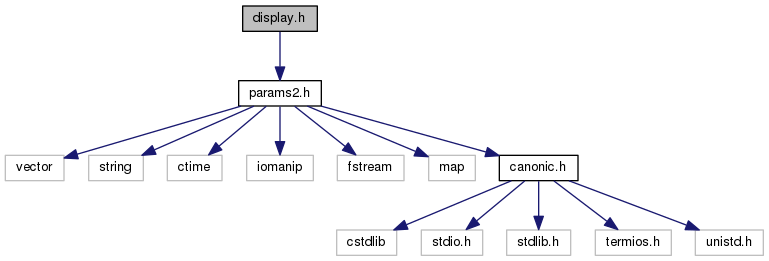 display.h
params2.h
vector
string
ctime
iomanip
fstream
map
canonic.h
cstdlib
stdio.h
stdlib.h
termios.h
unistd.h